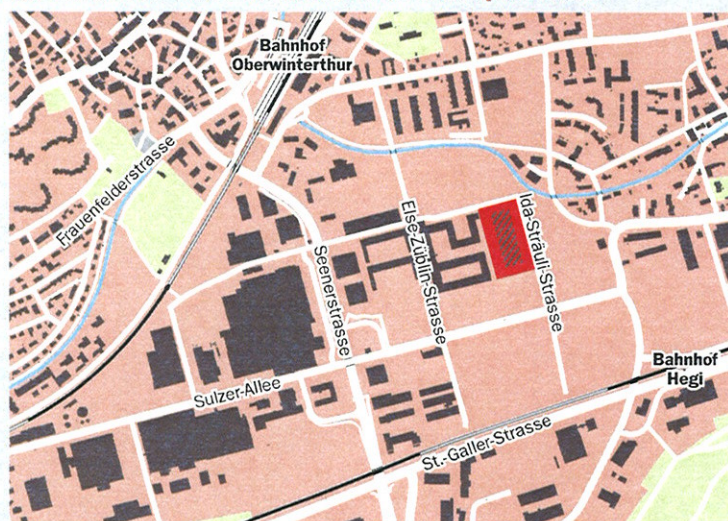 Bahnhof
Oberwinterthur
Frauenfelderstrasse
Seenerstrasse
Else-Züblin-Strasse
Ida-Sträuli-Strasse
Sulzer-Allee
Bahnhof
Hegi
St.-Galler-Strasse